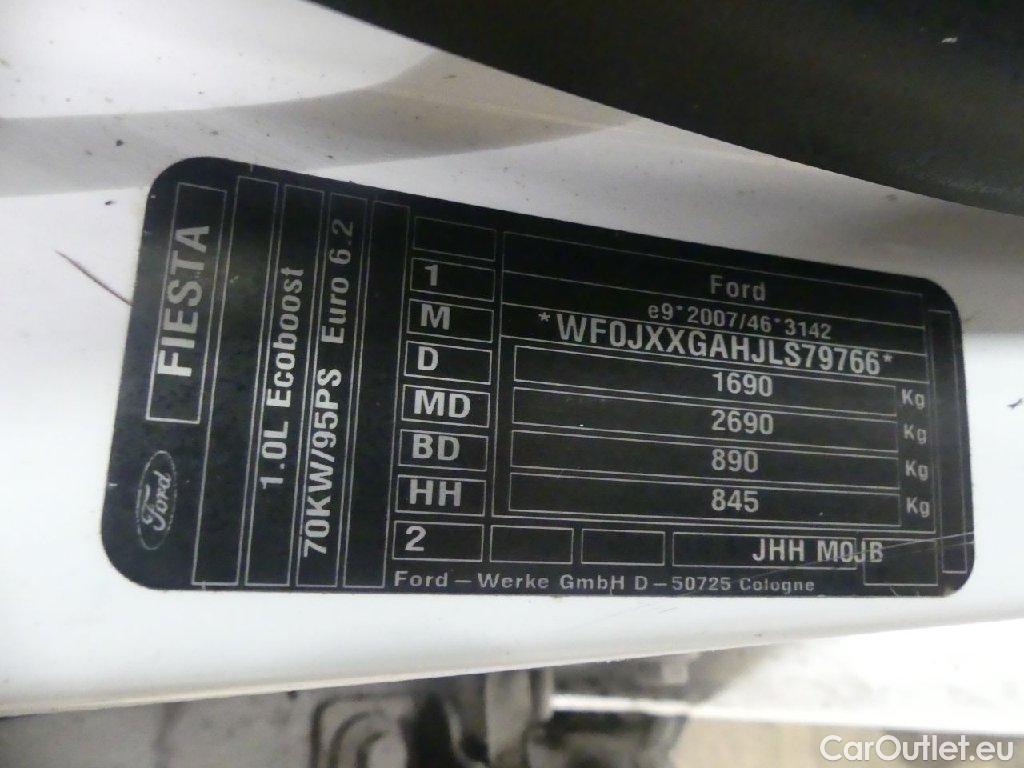 Ford
FIESTA
1.0L Ecoboost
70KW/95PS Euro 6.2
Ford
e9*2007/46*3142
*WF0JXXGAHJLS79766*
1
M
D
MD
BD
HH
2
1690 Kg
2690 Kg
890 Kg
845 Kg
JHH M0JB
Ford – Werke GmbH D – 50725 Cologne
CarOutlet.eu